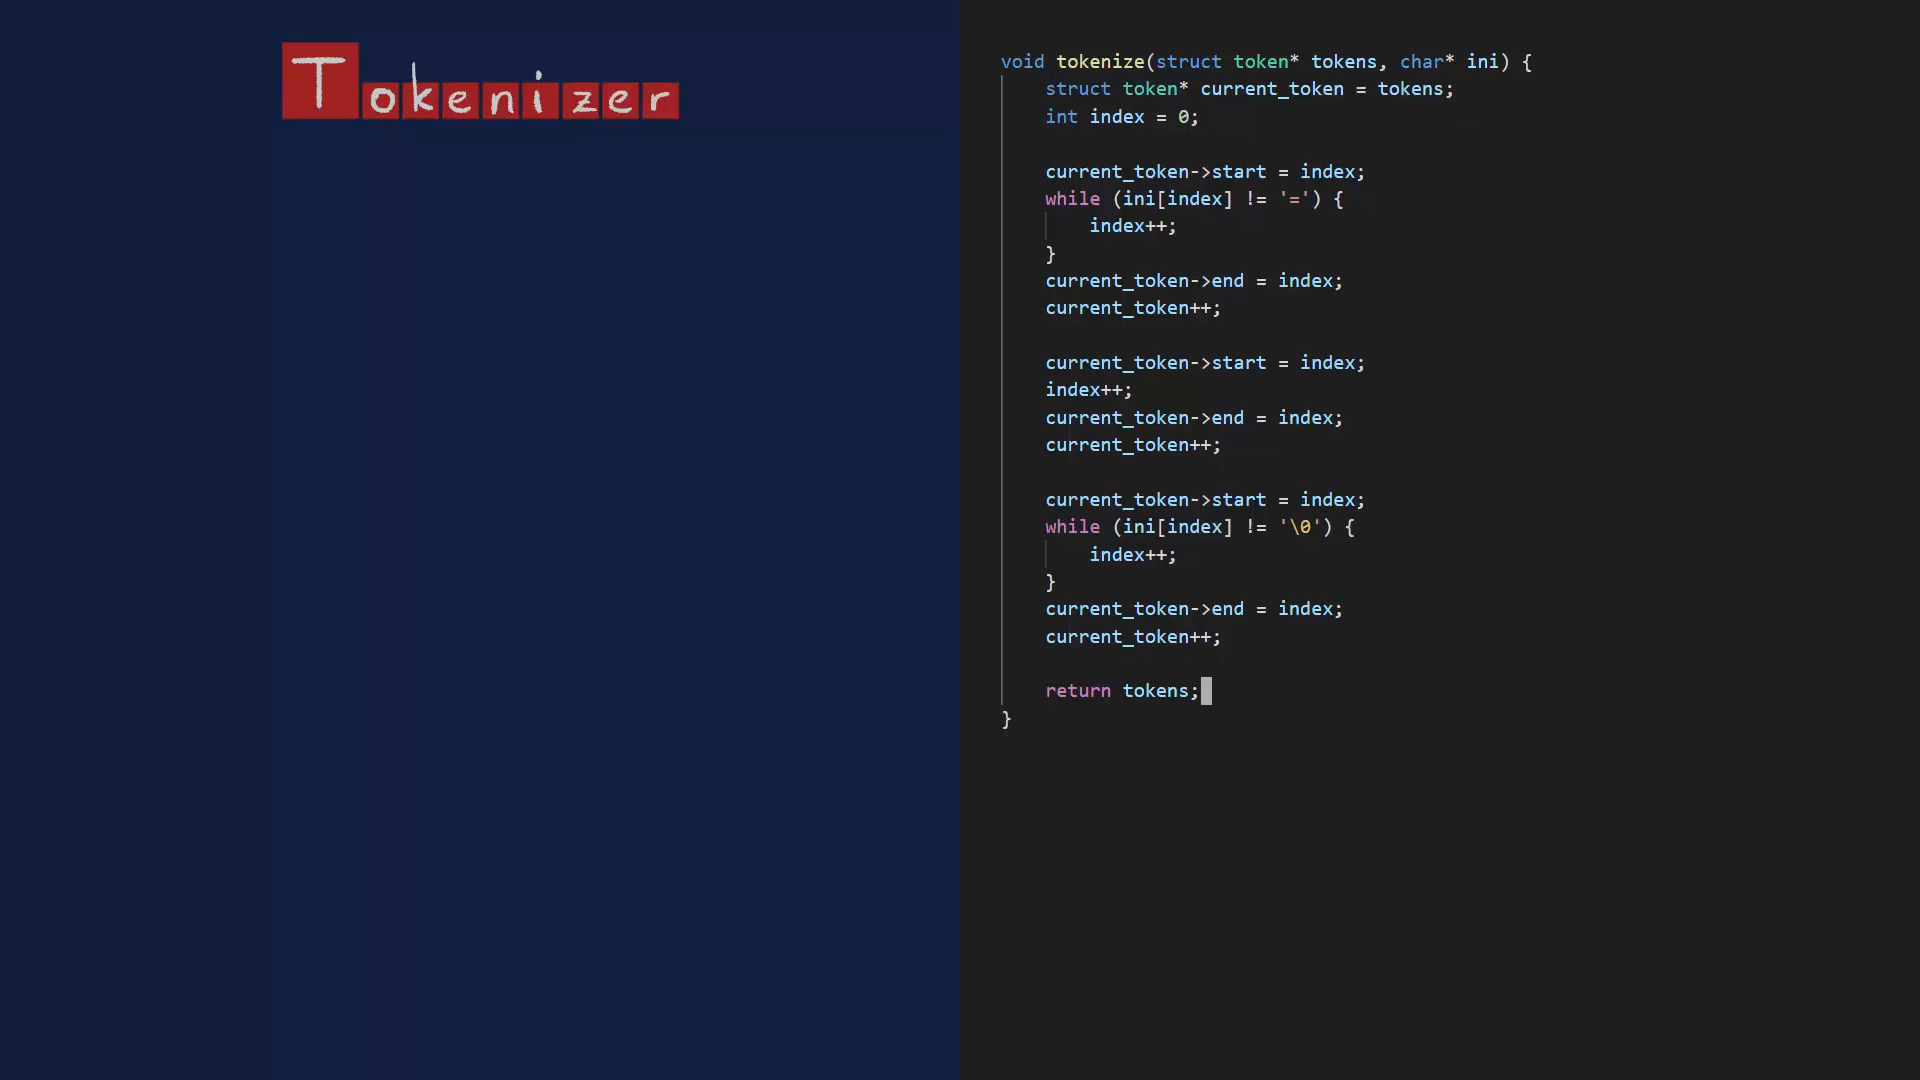 Tokenizer
void tokenize(struct token* tokens, char* ini) {
    struct token* current_token = tokens;
    int index = 0;

    current_token->start = index;
    while (ini[index] != '=') {
        index++;
    }
    current_token->end = index;
    current_token++;

    current_token->start = index;
    index++;
    current_token->end = index;
    current_token++;

    current_token->start = index;
    while (ini[index] != '\0') {
        index++;
    }
    current_token->end = index;
    current_token++;

    return tokens;
}